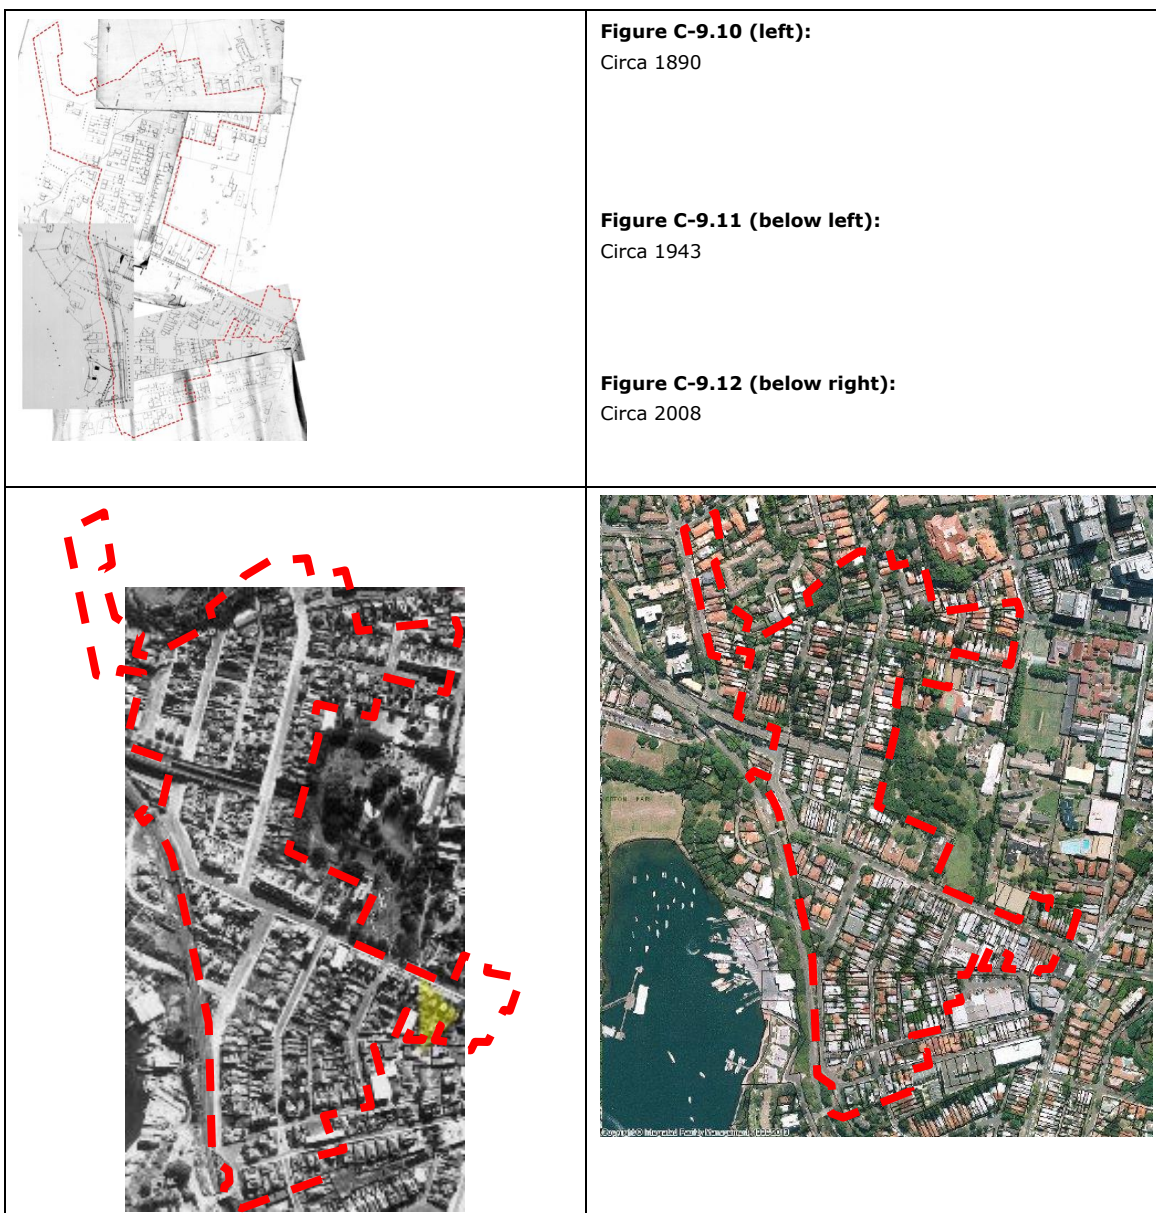 Figure C-9.10 (left):
Circa 1890
Figure C-9.11 (below left):
Circa 1943
Figure C-9.12 (below right):
Circa 2008